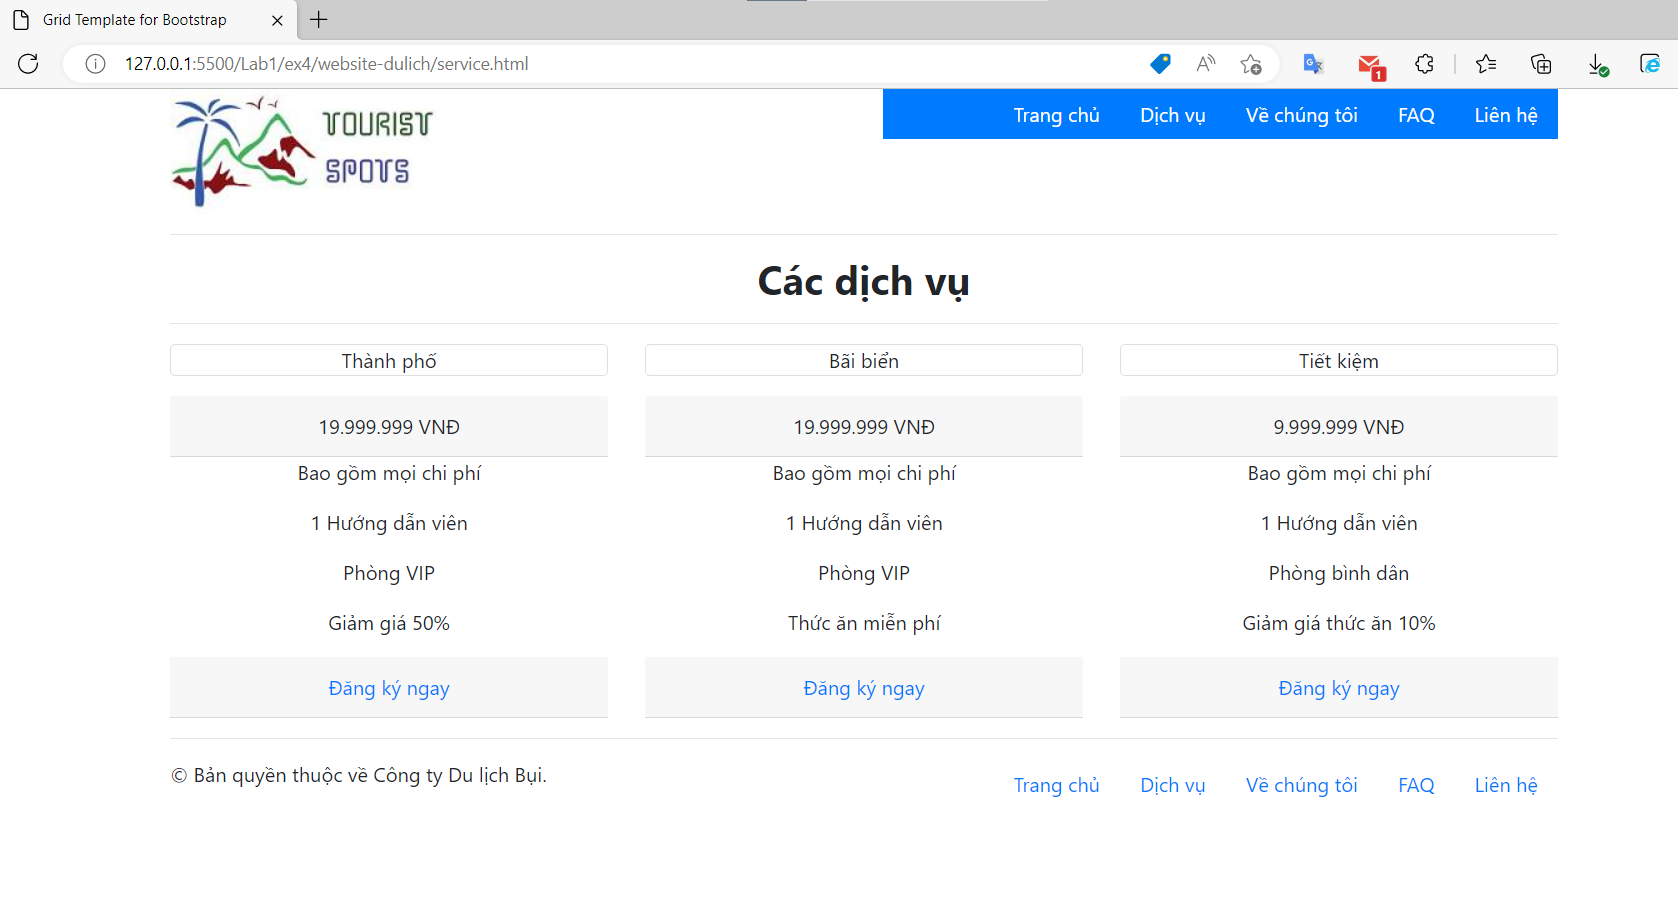 Grid Template for Bootstrap
127.0.0.1:5500/Lab1/ex4/website-dulich/service.html
1
TOURIST
SPOTS
Trang chủ Dịch vụ Về chúng tôi FAQ Liên hệ
Các dịch vụ
Thành phố Bãi biển Tiết kiệm
19.999.999 VNĐ 19.999.999 VNĐ 9.999.999 VNĐ
Bao gồm mọi chi phí Bao gồm mọi chi phí Bao gồm mọi chi phí
1 Hướng dẫn viên 1 Hướng dẫn viên 1 Hướng dẫn viên
Phòng VIP Phòng VIP Phòng bình dân
Giảm giá 50% Thức ăn miễn phí Giảm giá thức ăn 10%
Đăng ký ngay Đăng ký ngay Đăng ký ngay
© Bản quyền thuộc về Công ty Du lịch Bụi.
Trang chủ Dịch vụ Về chúng tôi FAQ Liên hệ